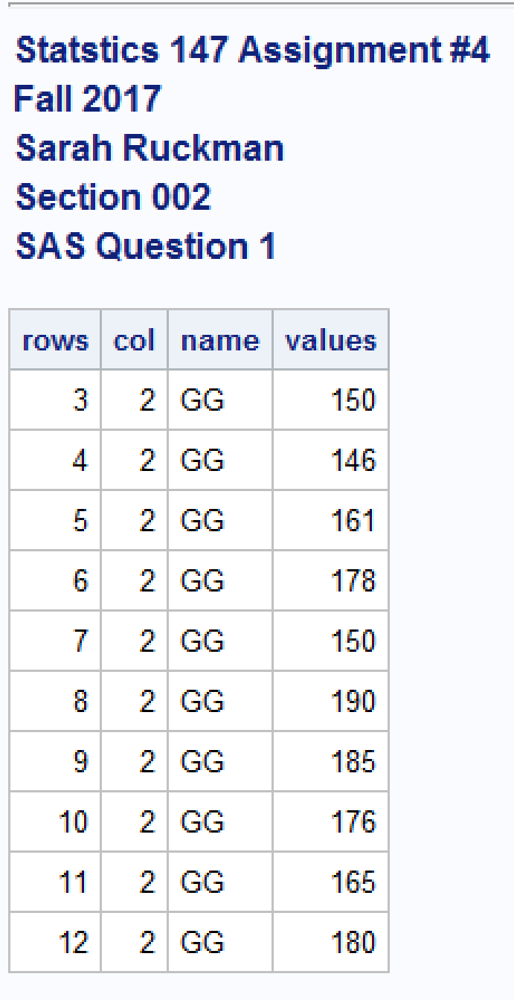 Statstics 147 Assignment #4
Fall 2017
Sarah Ruckman
Section 002
SAS Question 1
rows col name values
3 2 GG 150
4 2 GG 146
5 2 GG 161
6 2 GG 178
7 2 GG 150
8 2 GG 190
9 2 GG 185
10 2 GG 176
11 2 GG 165
12 2 GG 180